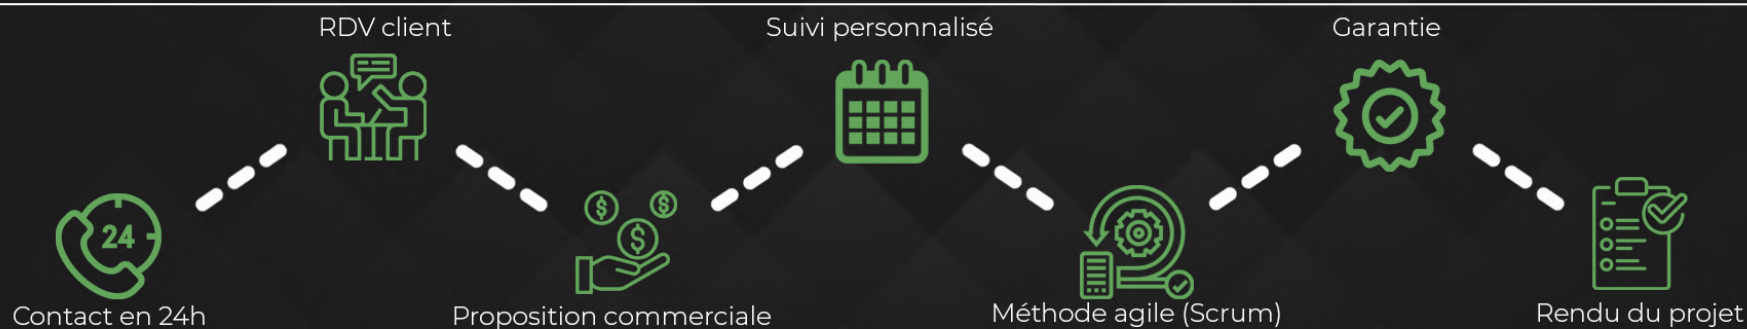 RDV client
Suivi personnalisé
Garantie
24
$
$
$
Contact en 24h
Proposition commerciale
Méthode agile (Scrum)
Rendu du projet